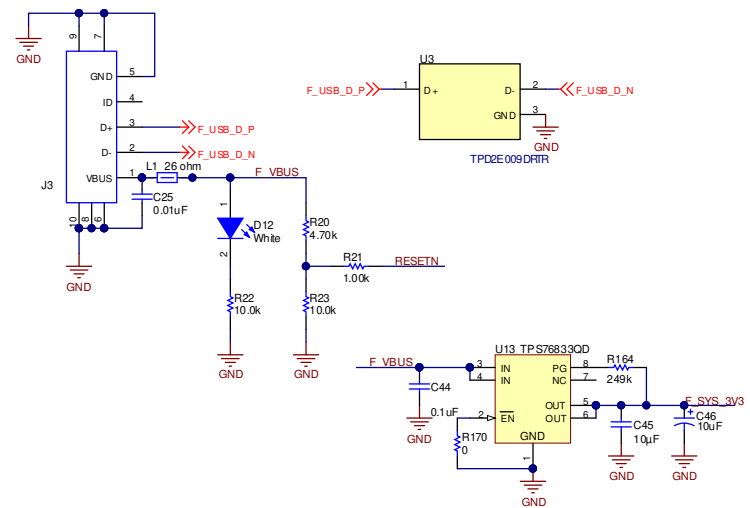 9
7
GND
GND 5
ID 4
D+ 3 F_USB_D_P
D- 2 F_USB_D_N
L1 26 ohm
VBUS 1
F_VBUS
J3
C25
0.01uF
10
8
6
GND
U3
F_USB_D_P 1 D+
D- 2 F_USB_D_N
GND 3
GND
TPD2E009DRTR
1
D12
White
2
R22
10.0k
GND
R20
4.70k
R21
1.00k
RESETN
R23
10.0k
GND
U13 TPS76833QD
F_VBUS
3 IN
4 IN
2 EN
GND
1
PG 8
NC 7
OUT 5
OUT 6
R164
249k
F_SYS_3V3
C44
0.1uF
GND
R170
0
GND
C45
10µF
GND
+
C46
10uF
GND